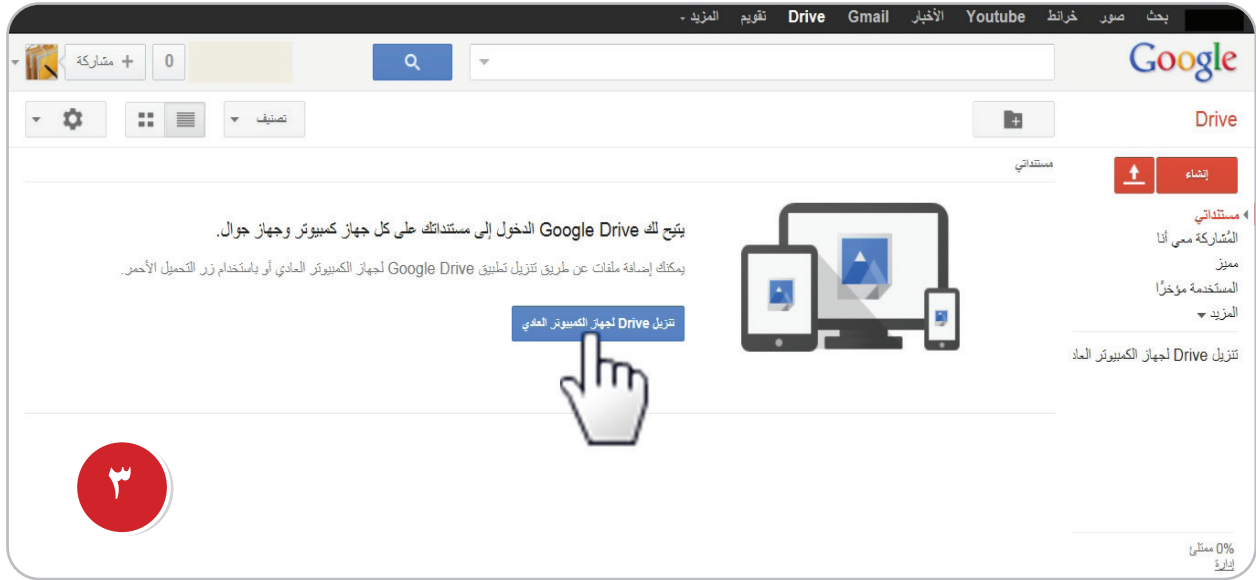 بحث صور خرائط Youtube الأخبار Gmail Drive تقويم المزيد
Google
0 + مشاركة
Drive
تصنيف
إنشاء
مستنداتي
المُشاركة معي أنا
مميز
المستخدمة مؤخرًا
المزيد
تنزيل Drive لجهاز الكمبيوتر العاد
مستنداتي
يتيح لك Google Drive الدخول إلى مستنداتك على كل جهاز كمبيوتر وجهاز جوال.
يمكنك إضافة ملفات عن طريق تنزيل تطبيق Google Drive لجهاز الكمبيوتر العادي أو باستخدام زر التحميل الأحمر.
تنزيل Drive لجهاز الكمبيوتر العادي
٣
0% ممتلئ
إدارة